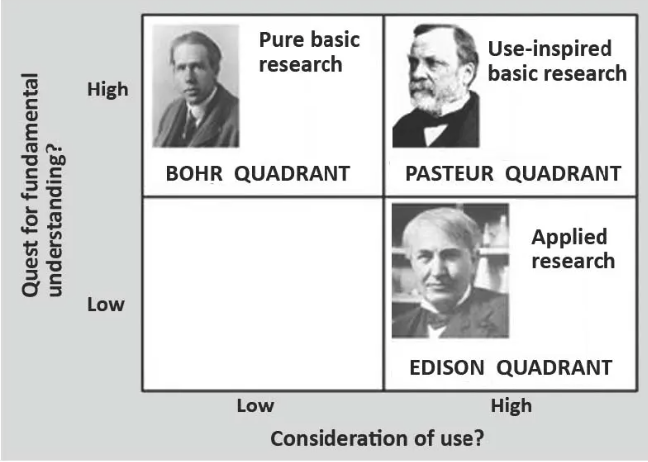 Quest for fundamental
understanding?
High
Low
Pure basic
research
BOHR QUADRANT
Use-inspired
basic research
PASTEUR QUADRANT
Applied
research
EDISON QUADRANT
Low
High
Consideration of use?